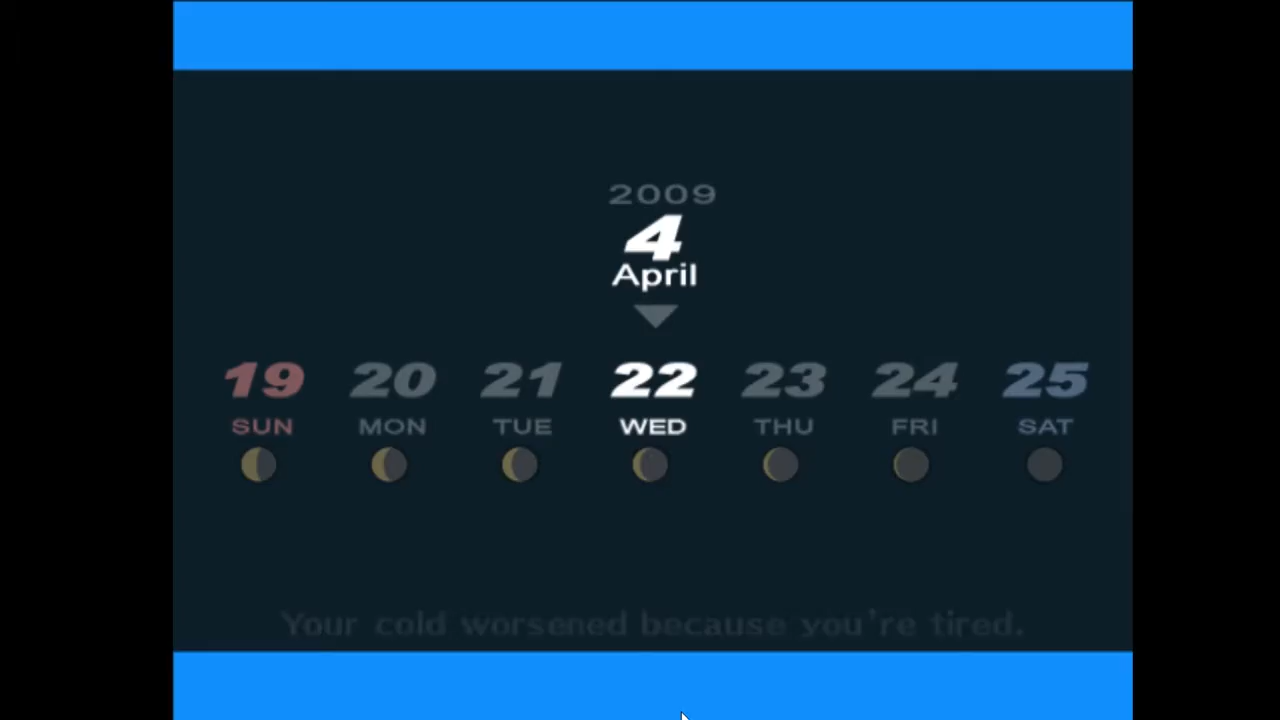 2009
4
April
19 20 21 22 23 24 25
SUN MON TUE WED THU FRI SAT
Your cold worsened because you're tired.